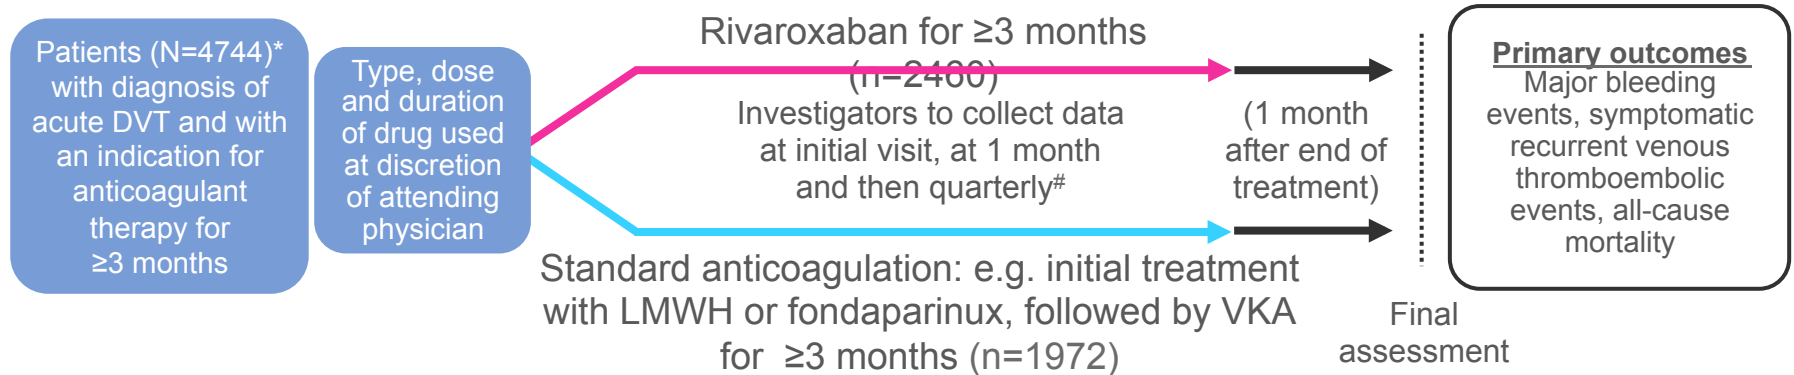 Patients (N=4744)*
with diagnosis of
acute DVT and with
an indication for
anticoagulant
therapy for
≥3 months
Type, dose
and duration
of drug used
at discretion
of attending
physician
Rivaroxaban for ≥3 months
(n=2460)
Investigators to collect data
at initial visit, at 1 month
and then quarterly#
(1 month
after end of
treatment)
Standard anticoagulation: e.g. initial treatment
with LMWH or fondaparinux, followed by VKA
for ≥3 months (n=1972)
Final
assessment
Primary outcomes
Major bleeding
events, symptomatic
recurrent venous
thromboembolic
events, all-cause
mortality